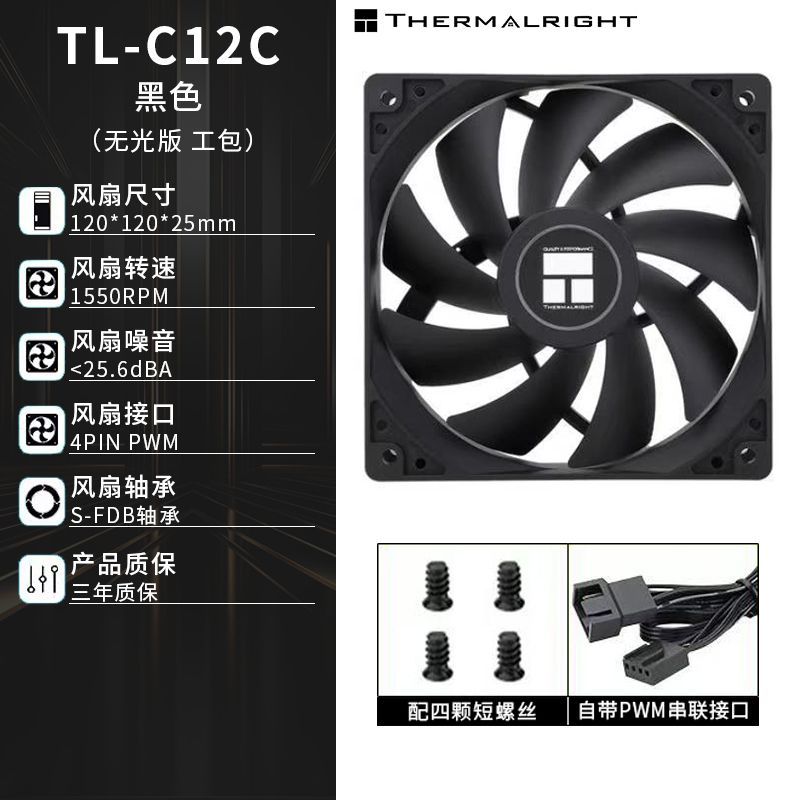 THERMALRIGHT
TL-C12C
黑色
（无光版 工包）
风扇尺寸
120*120*25mm
风扇转速
1550RPM
风扇噪音
<25.6dBA
风扇接口
4PIN PWM
风扇轴承
S-FDB轴承
产品质保
三年质保
QUALITY & PERFORMANCE
THERMALRIGHT
配四颗短螺丝
自带PWM串联接口